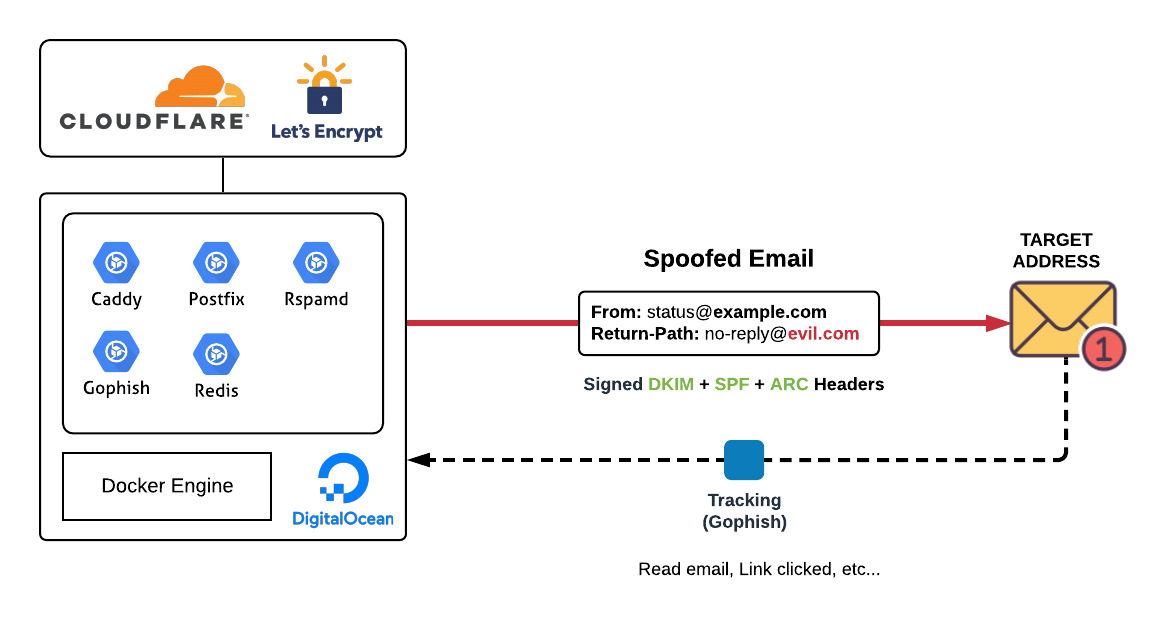 CLOUDFLARE
Let's Encrypt
Caddy
Postfix
Rspamd
Gophish
Redis
Docker Engine
DigitalOcean
Spoofed Email
From: status@example.com
Return-Path: no-reply@evil.com
Signed DKIM + SPF + ARC Headers
TARGET
ADDRESS
1
Tracking
(Gophish)
Read email, Link clicked, etc...